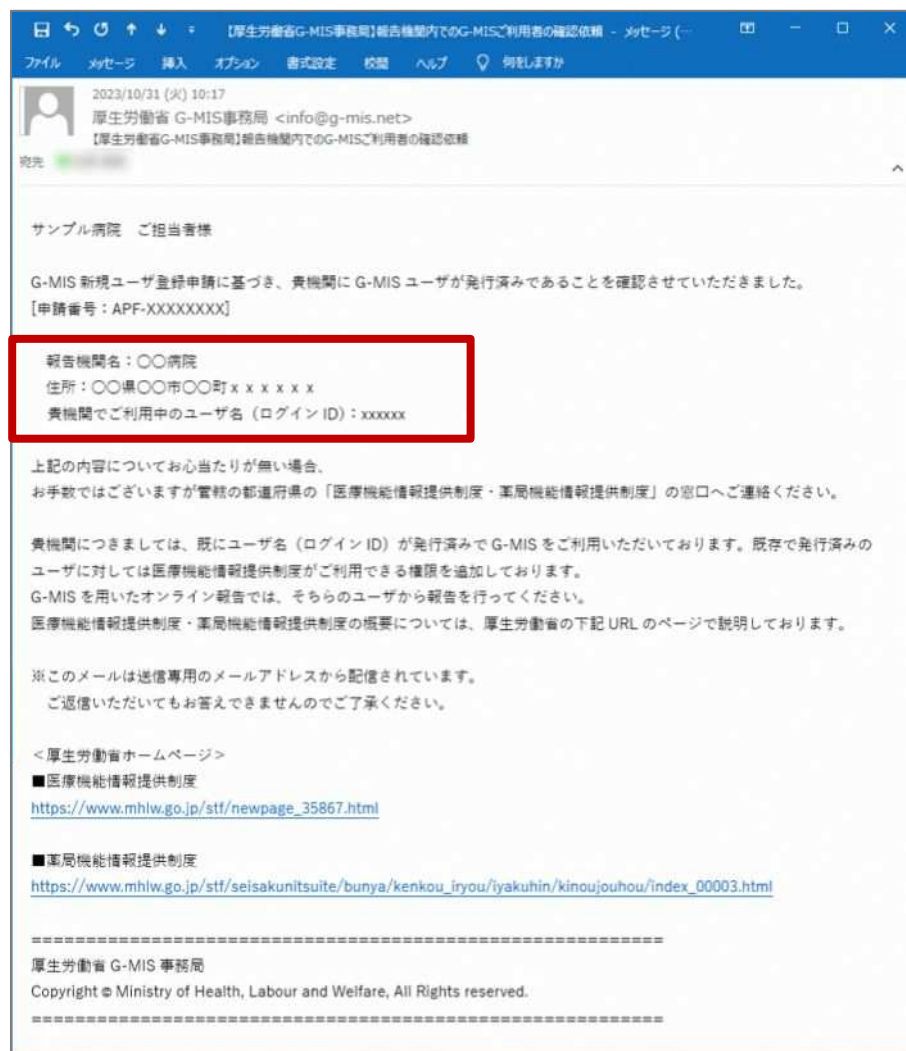 【厚生労働省G-MIS事務局】報告機関内でのG-MISご利用者の確認依頼 - メッセージ (…
ファイル メッセージ 挿入 オプション 書式設定 校閲 ヘルプ 何をしますか
2023/10/31 (火) 10:17
厚生労働省 G-MIS事務局 <info@g-mis.net>
【厚生労働省G-MIS事務局】報告機関内でのG-MISご利用者の確認依頼
宛先
サンプル病院 ご担当者様
G-MIS 新規ユーザ登録申請に基づき、貴機関に G-MIS ユーザが発行済みであることを確認させていただきました。
[申請番号：APF-XXXXXXXX]
報告機関名：〇〇病院
住所：〇〇県〇〇市〇〇町ｘｘｘｘｘｘ
貴機関でご利用中のユーザ名（ログイン ID）：xxxxxx
上記の内容についてお心当たりが無い場合、
お手数ではございますが管轄の都道府県の「医療機能情報提供制度・薬局機能情報提供制度」の窓口へご連絡ください。
貴機関につきましては、既にユーザ名（ログイン ID）が発行済みで G-MIS をご利用いただいております。既存で発行済みの
ユーザに対しては医療機能情報提供制度がご利用できる権限を追加しております。
G-MIS を用いたオンライン報告では、そちらのユーザから報告を行ってください。
医療機能情報提供制度・薬局機能情報提供制度の概要については、厚生労働省の下記 URL のページで説明しております。
※このメールは送信専用のメールアドレスから配信されています。
ご返信いただいてもお答えできませんのでご了承ください。
＜厚生労働省ホームページ＞
■医療機能情報提供制度
https://www.mhlw.go.jp/stf/newpage_35867.html
■薬局機能情報提供制度
https://www.mhlw.go.jp/stf/seisakunitsuite/bunya/kenkou_iryou/iyakuhin/kinoujouhou/index_00003.html
==========================================================
厚生労働省 G-MIS 事務局
Copyright © Ministry of Health, Labour and Welfare, All Rights reserved.
==========================================================